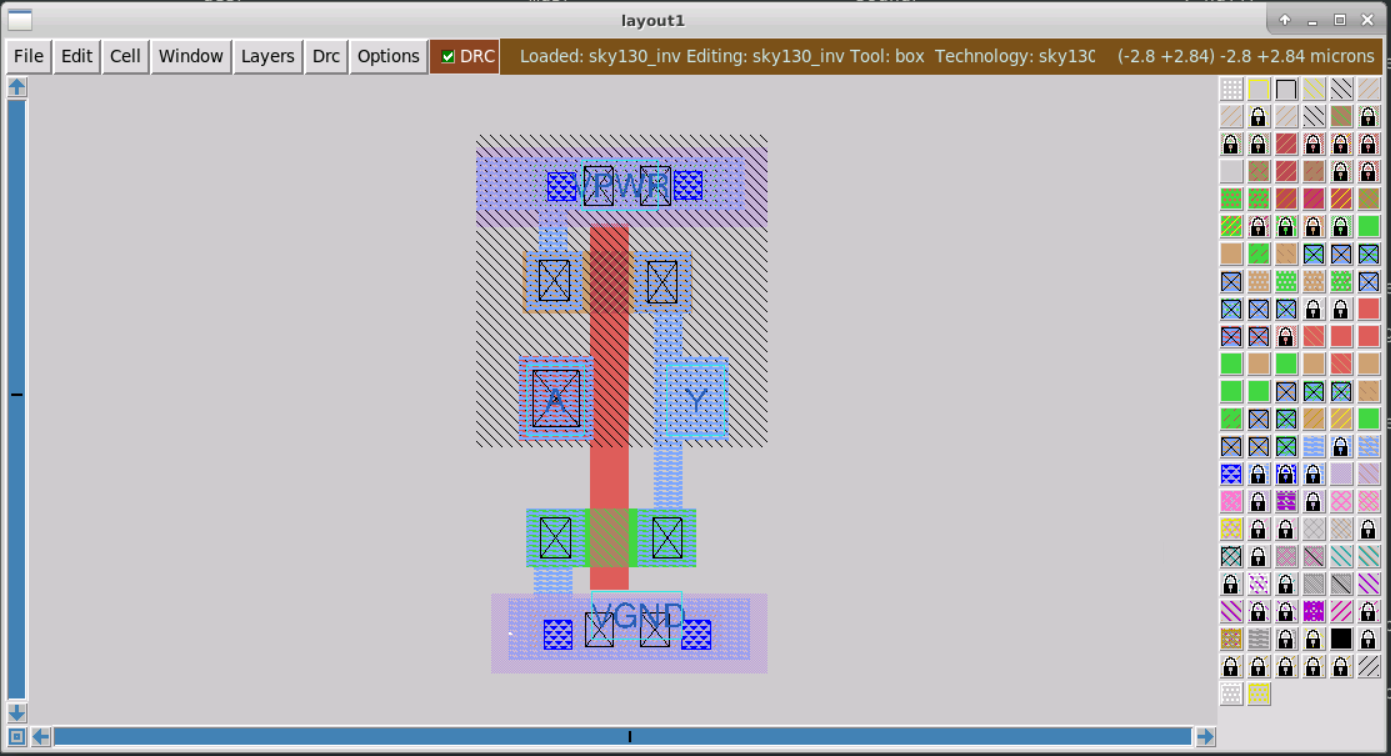 layout1
File Edit Cell Window Layers Drc Options DRC Loaded: sky130_inv Editing: sky130_inv Tool: box Technology: sky130 (-2.8 +2.84) -2.8 +2.84 microns
VPWR
A Y
VGND